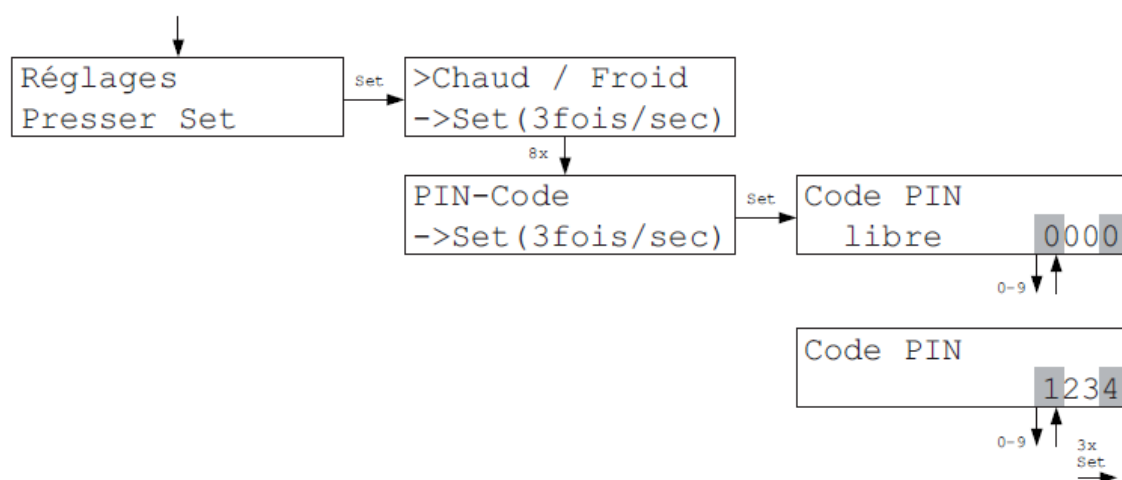 Réglages
Presser Set
Set
>Chaud / Froid
->Set(3fois/sec)
8x
PIN-Code
->Set(3fois/sec)
Set
Code PIN
libre 0000
0-9
Code PIN
1234
0-9
3x
Set